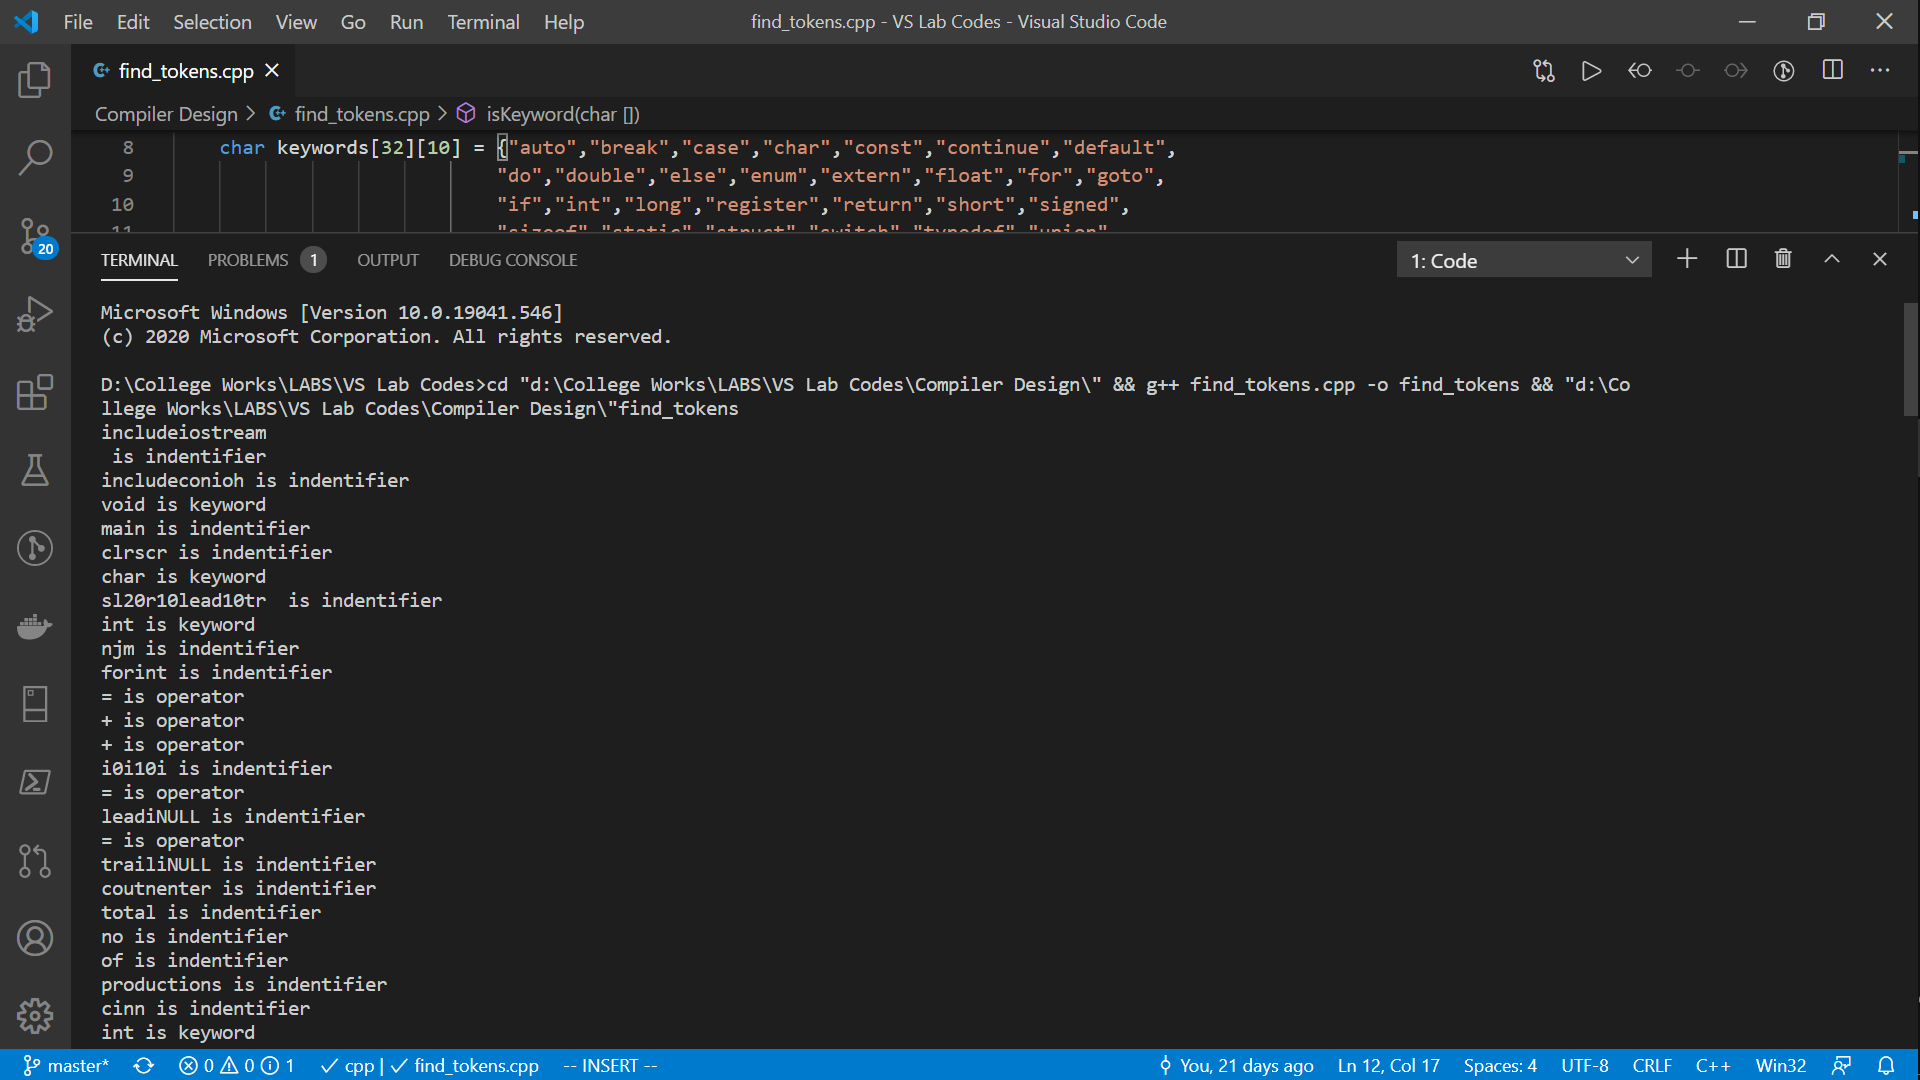 File Edit Selection View Go Run Terminal Help find_tokens.cpp - VS Lab Codes - Visual Studio Code
find_tokens.cpp
Compiler Design > find_tokens.cpp > isKeyword(char [])
8 char keywords[32][10] = {"auto","break","case","char","const","continue","default",
9 "do","double","else","enum","extern","float","for","goto",
10 "if","int","long","register","return","short","signed",
11 "sizeof","static","struct","switch","typedef","union"
20
TERMINAL PROBLEMS 1 OUTPUT DEBUG CONSOLE 1: Code
Microsoft Windows [Version 10.0.19041.546]
(c) 2020 Microsoft Corporation. All rights reserved.
D:\College Works\LABS\VS Lab Codes>cd "d:\College Works\LABS\VS Lab Codes\Compiler Design\" && g++ find_tokens.cpp -o find_tokens && "d:\Co
llege Works\LABS\VS Lab Codes\Compiler Design\"find_tokens
includeiostream
is indentifier
includeconioh is indentifier
void is keyword
main is indentifier
clrscr is indentifier
char is keyword
sl20r10lead10tr  is indentifier
int is keyword
njm is indentifier
forint is indentifier
= is operator
+ is operator
+ is operator
i0i10i is indentifier
= is operator
leadiNULL is indentifier
= is operator
trailiNULL is indentifier
coutnenter is indentifier
total is indentifier
no is indentifier
of is indentifier
productions is indentifier
cinn is indentifier
int is keyword
master* 0 0 1 cpp | find_tokens.cpp -- INSERT -- You, 21 days ago Ln 12, Col 17 Spaces: 4 UTF-8 CRLF C++ Win32